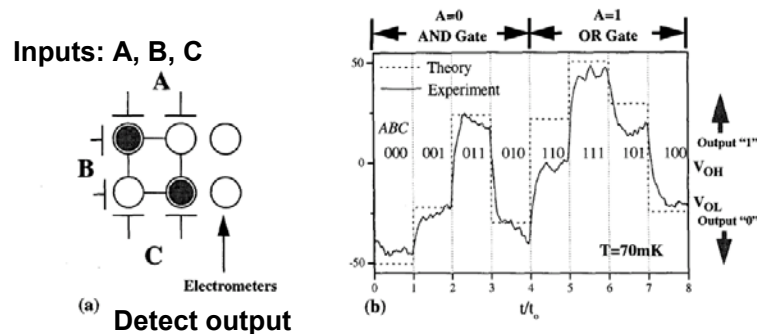 Inputs: A, B, C
A
B
C
Electrometers
(a)
Detect output
A=0
AND Gate
A=1
OR Gate
50
0
-50
Theory
Experiment
ABC
000 001 011 010 110 111 101 100
T=70mK
0 1 2 3 4 5 6 7 8
(b)
t/t₀
Output "1"
V_OH
V_OL
Output "0"